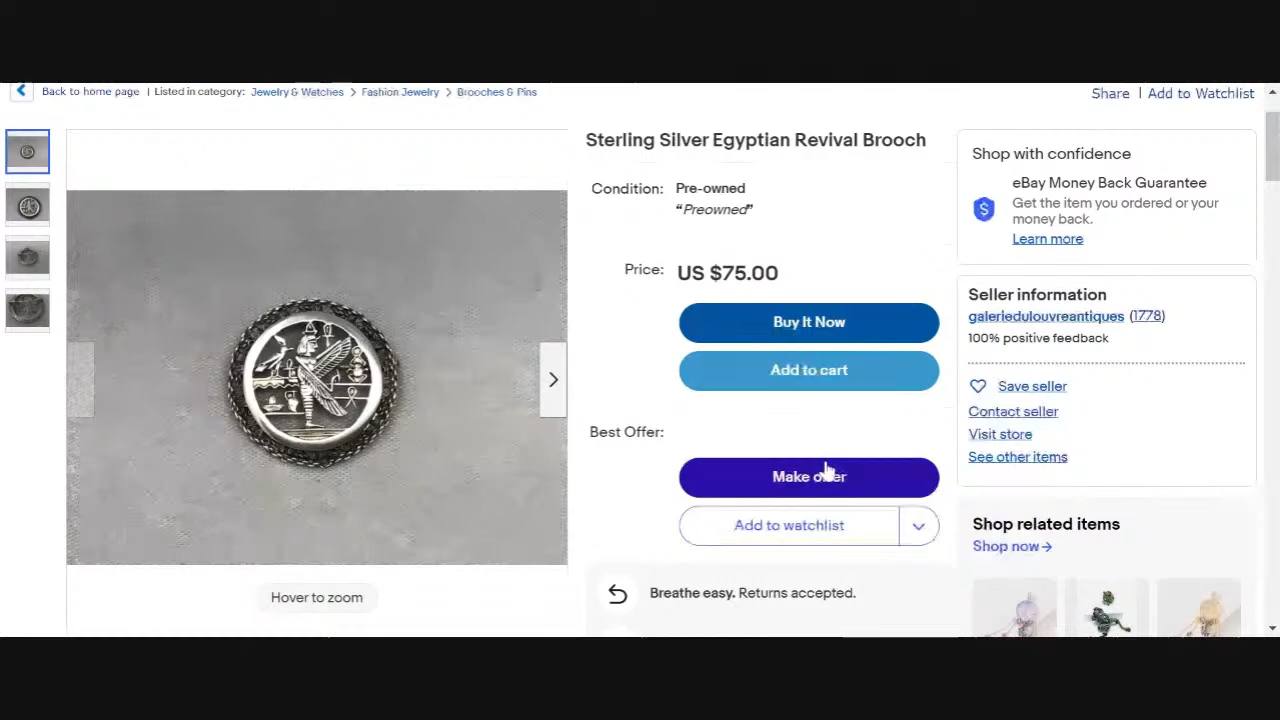 Back to home page | Listed in category: Jewelry & Watches > Fashion Jewelry > Brooches & Pins
Share | Add to Watchlist
Sterling Silver Egyptian Revival Brooch
Condition: Pre-owned
“Preowned”
Price: US $75.00
Buy It Now
Add to cart
Best Offer:
Make offer
Add to watchlist
Breathe easy. Returns accepted.
Hover to zoom
Shop with confidence
eBay Money Back Guarantee
Get the item you ordered or your
money back.
Learn more
Seller information
galeriedulouvreantiques (1778)
100% positive feedback
Save seller
Contact seller
Visit store
See other items
Shop related items
Shop now→